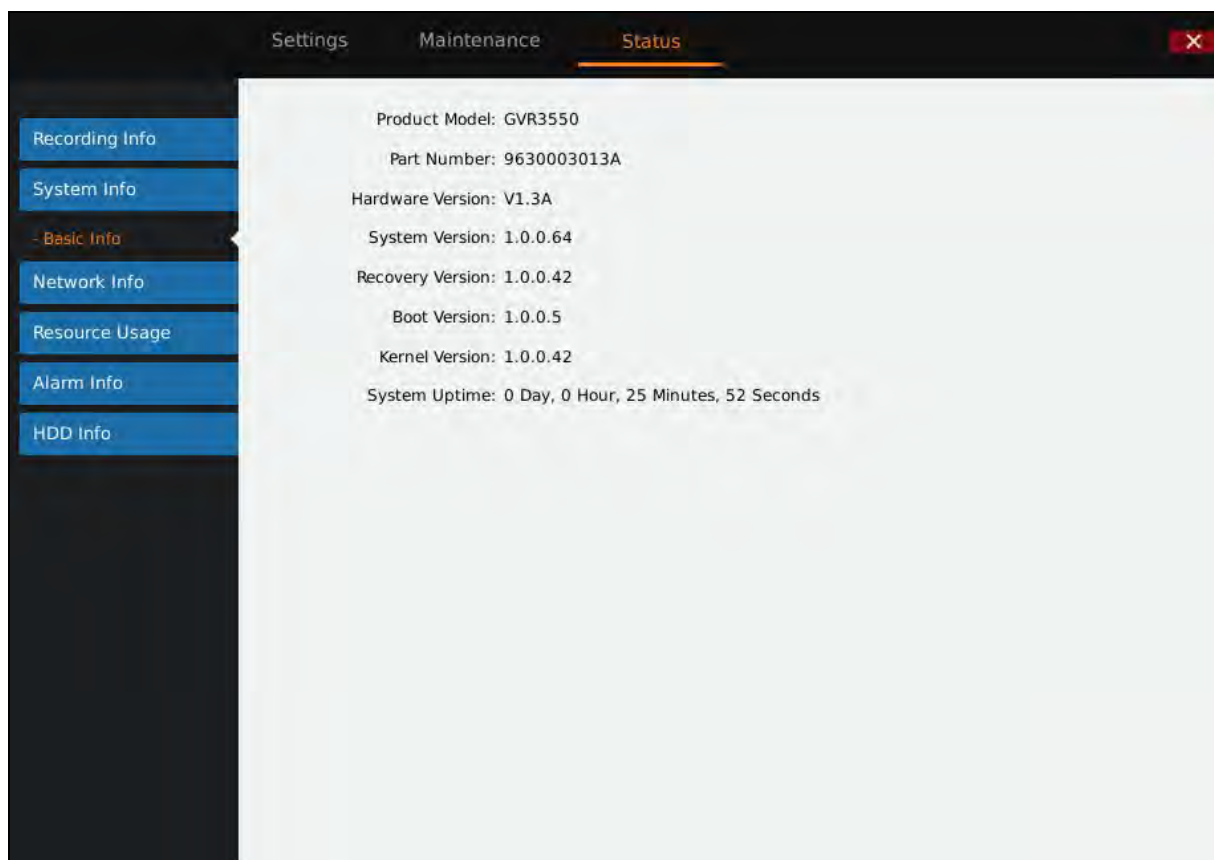 Settings Maintenance Status
Recording Info
System Info
- Basic Info
Network Info
Resource Usage
Alarm Info
HDD Info
Product Model: GVR3550
Part Number: 9630003013A
Hardware Version: V1.3A
System Version: 1.0.0.64
Recovery Version: 1.0.0.42
Boot Version: 1.0.0.5
Kernel Version: 1.0.0.42
System Uptime: 0 Day, 0 Hour, 25 Minutes, 52 Seconds